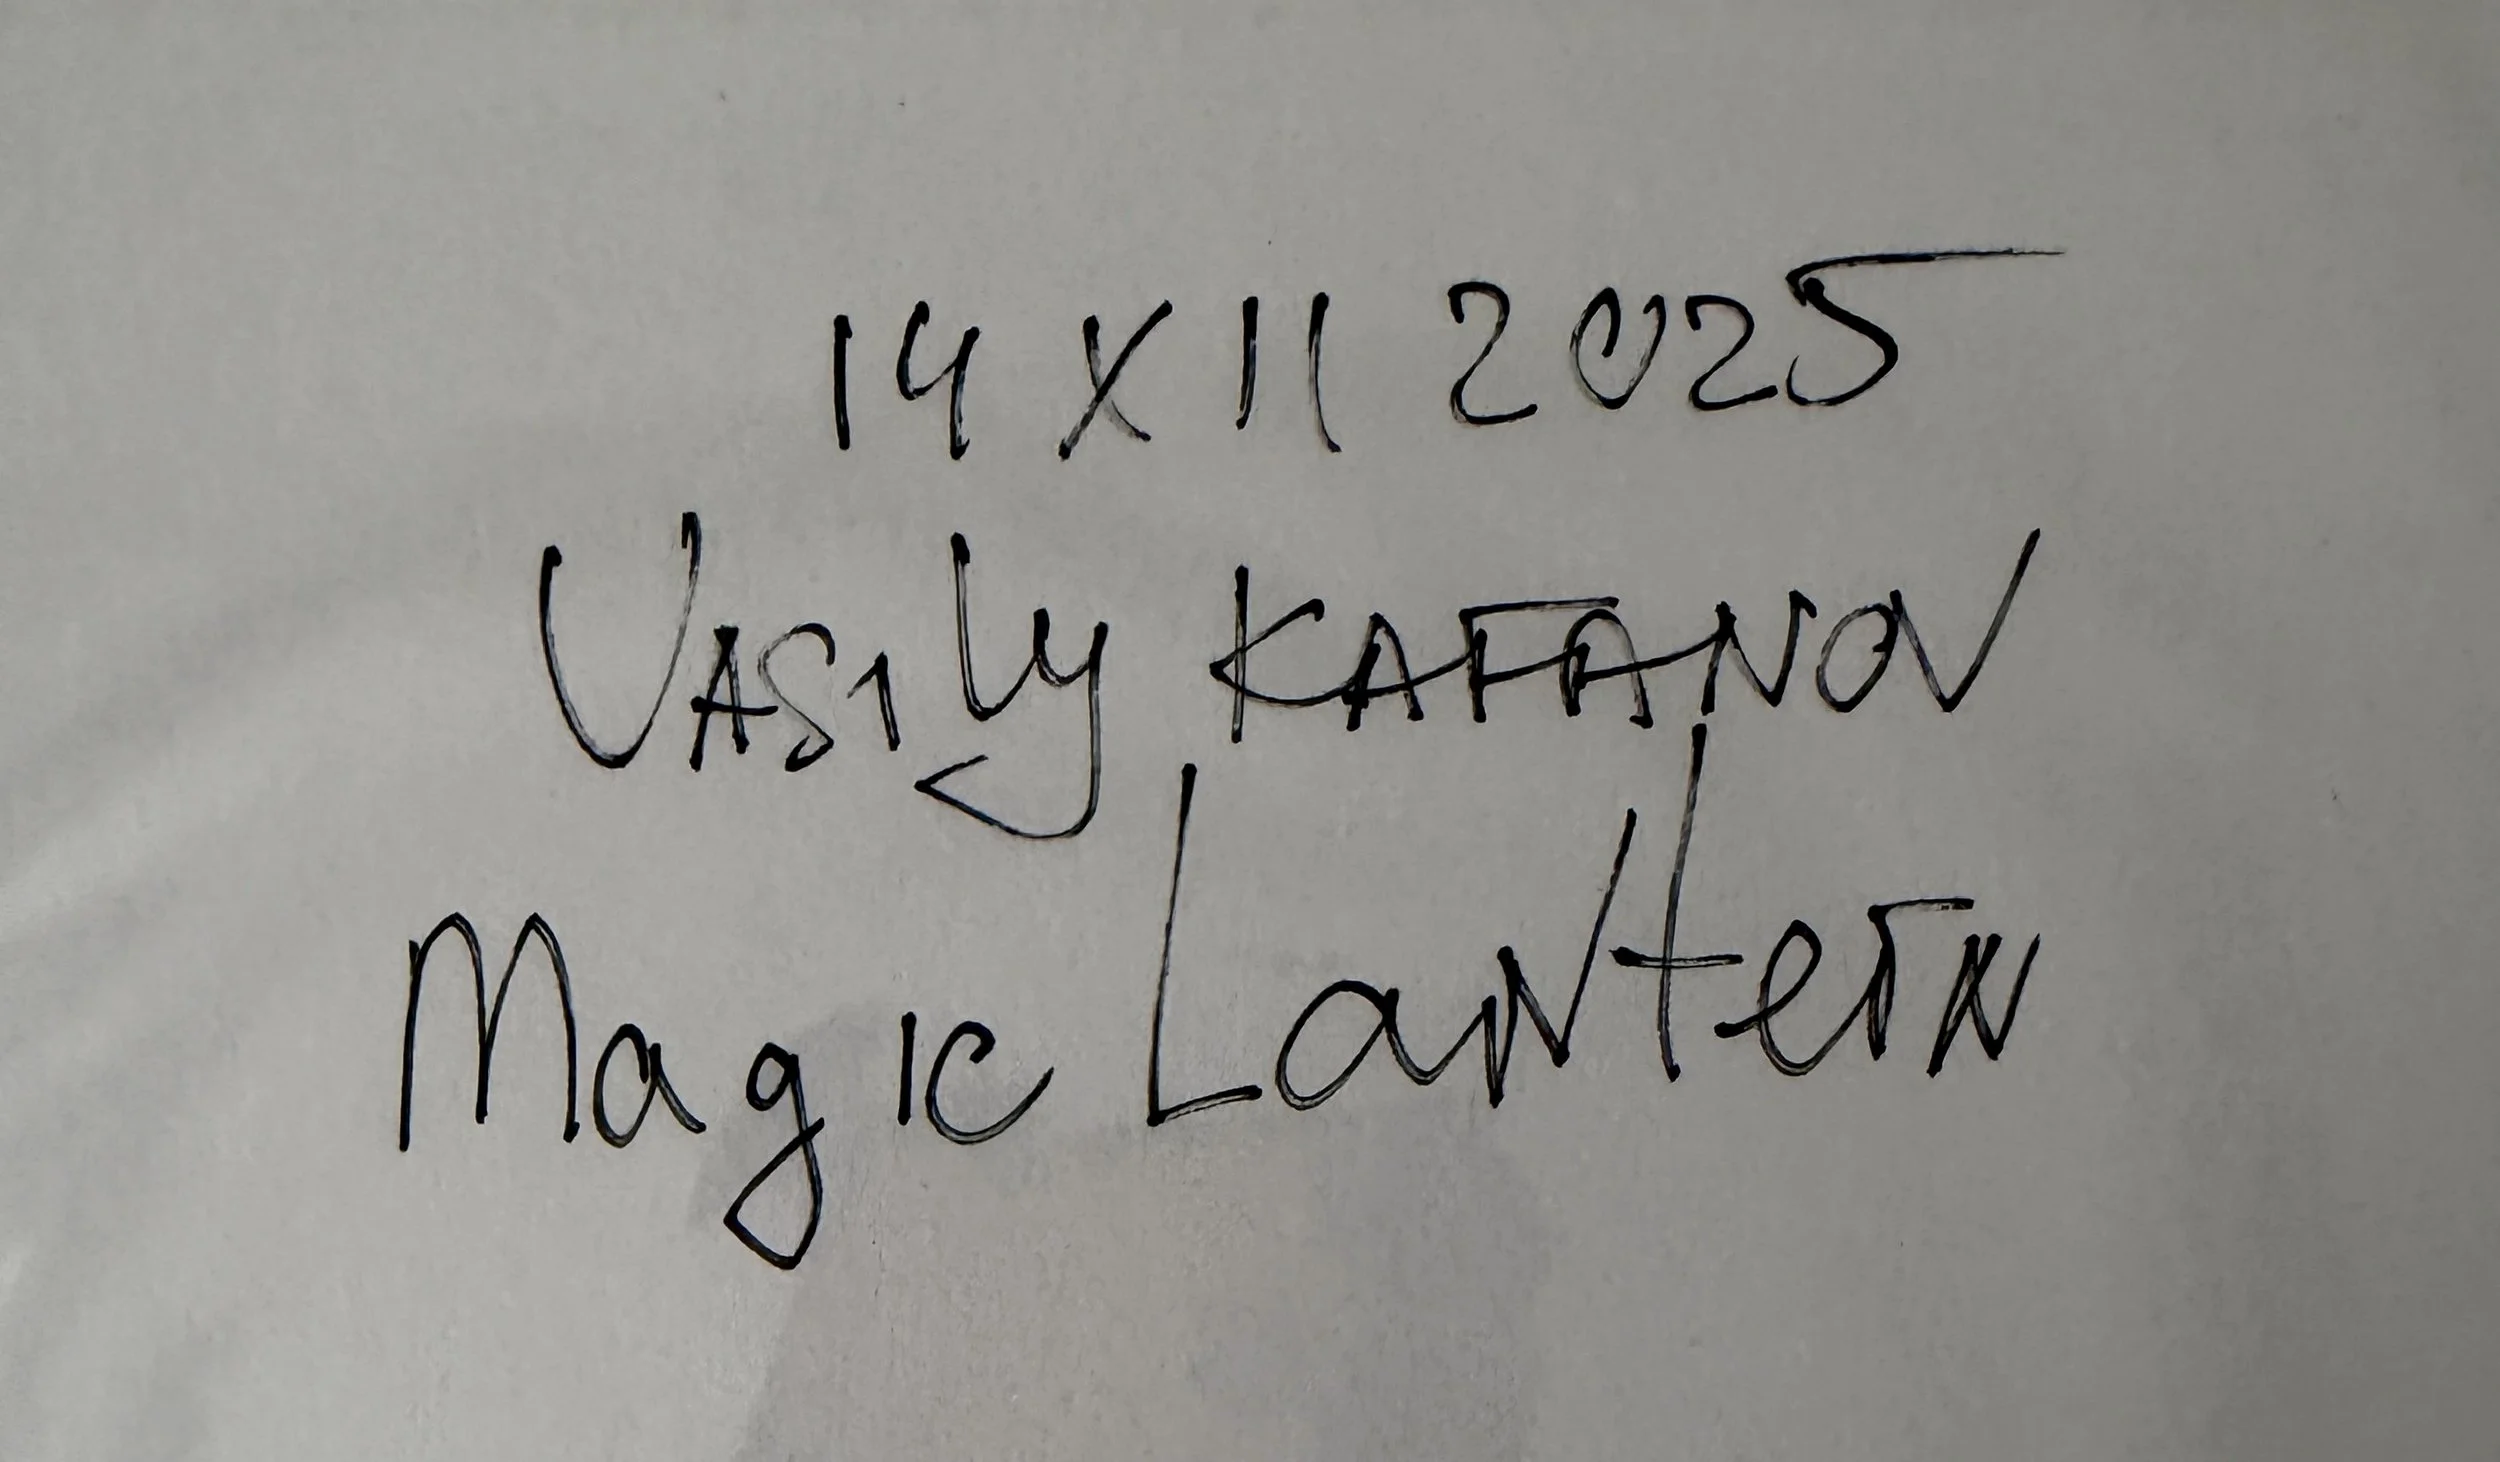 14 XII 2025
VASILY KAFANOV
Magic Lantern